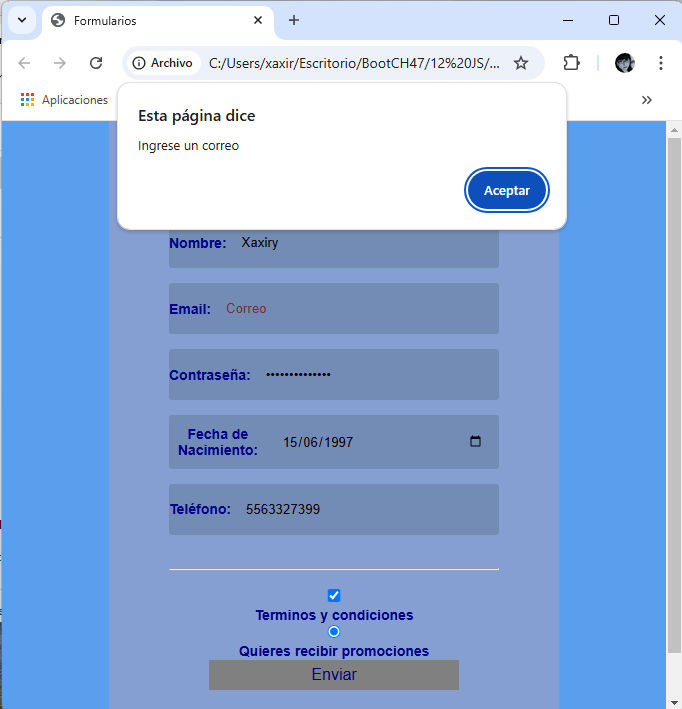 Formularios
Archivo
C:/Users/xaxir/Escritorio/BootCH47/12%20JS/...
Aplicaciones
Esta página dice
Ingrese un correo
Aceptar
Nombre: Xaxiry
Email: Correo
Contraseña: ••••••••••••••
Fecha de
Nacimiento: 15/06/1997
Teléfono: 5563327399
Terminos y condiciones
Quieres recibir promociones
Enviar